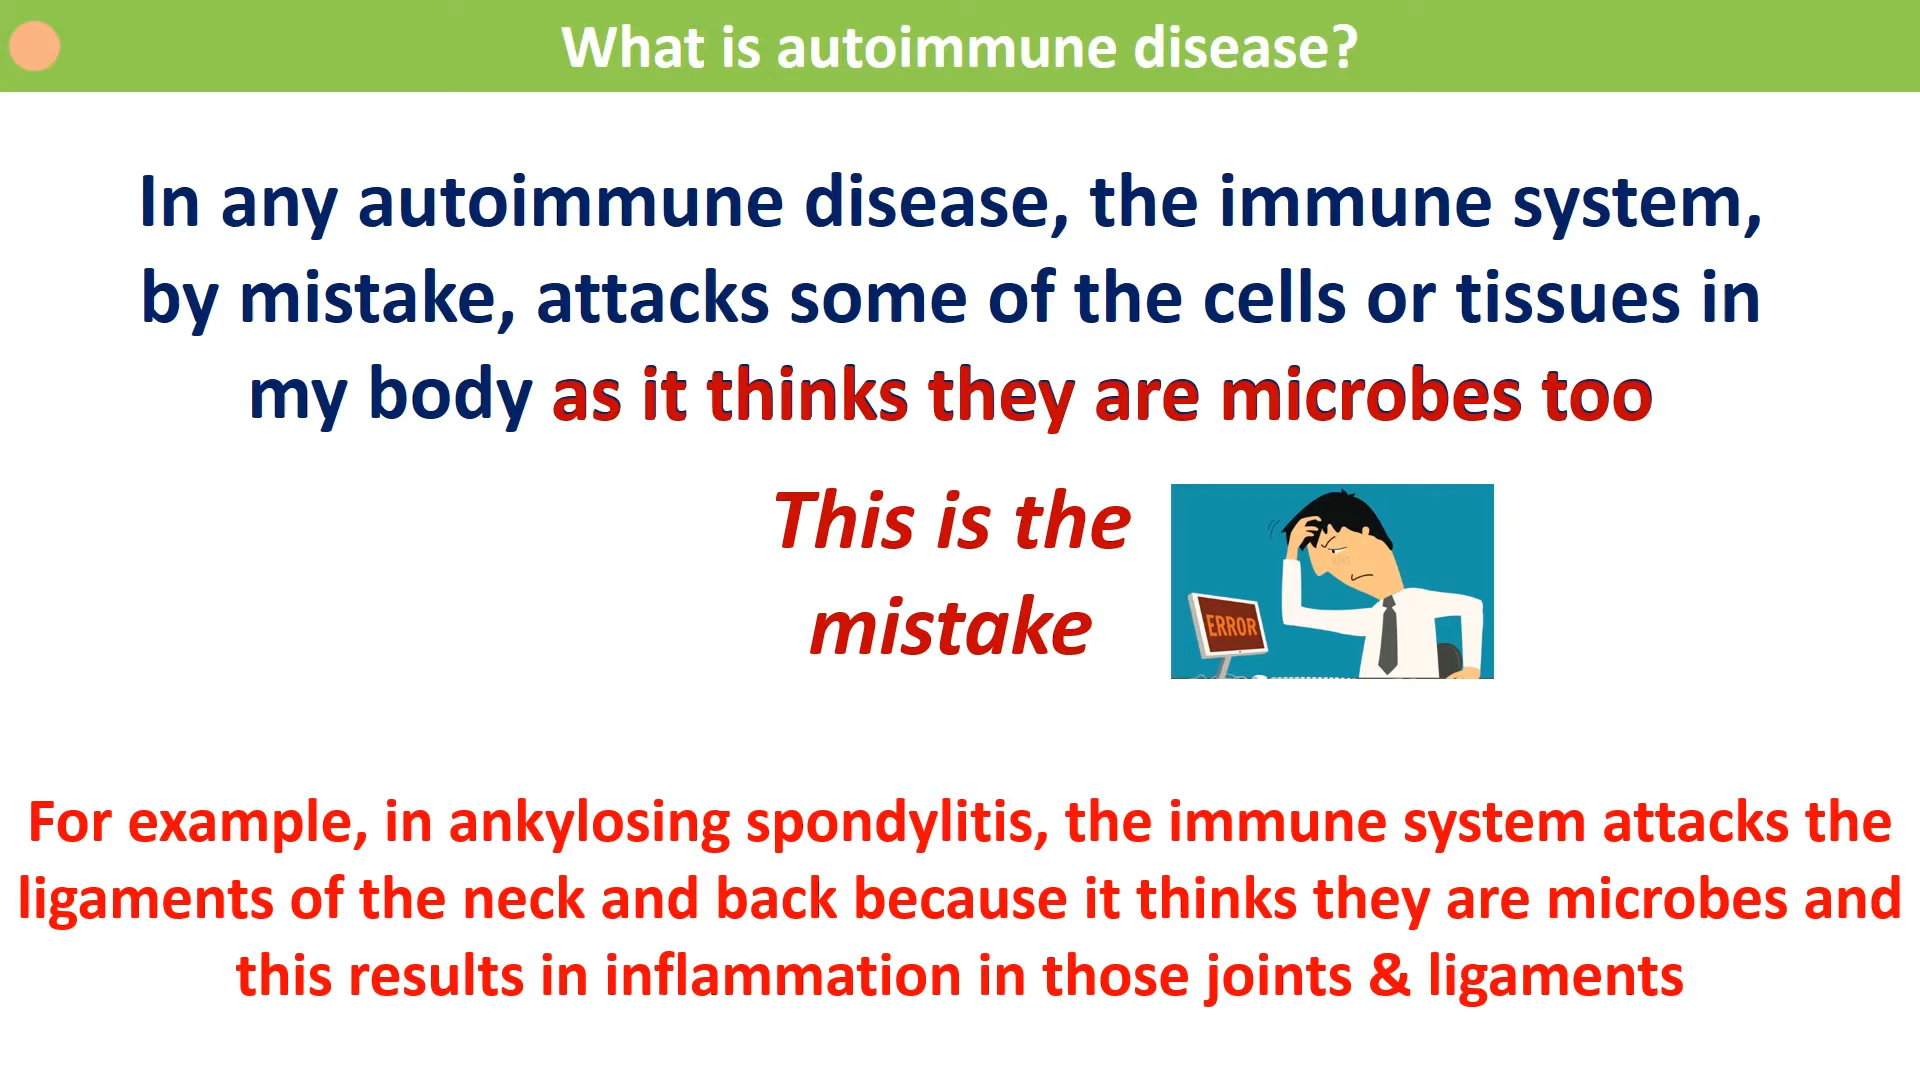 What is autoimmune disease?
In any autoimmune disease, the immune system,
by mistake, attacks some of the cells or tissues in
my body as it thinks they are microbes too
This is the
mistake
ERROR
For example, in ankylosing spondylitis, the immune system attacks the
ligaments of the neck and back because it thinks they are microbes and
this results in inflammation in those joints & ligaments